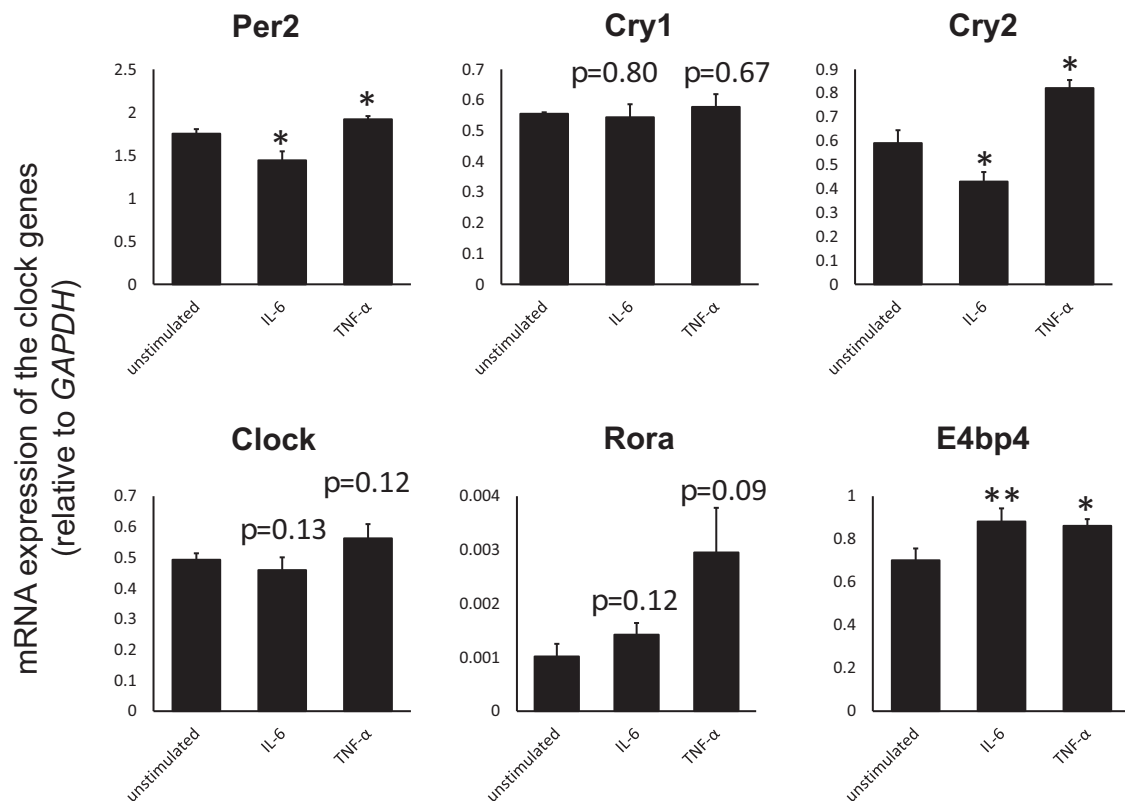 mRNA expression of the clock genes
(relative to GAPDH)
Per2
2.5
2
1.5
1
0.5
0
*
*
unstimulated
IL-6
TNF-α
Cry1
0.7
0.6
0.5
0.4
0.3
0.2
0.1
0
p=0.80
p=0.67
unstimulated
IL-6
TNF-α
Cry2
0.9
0.8
0.7
0.6
0.5
0.4
0.3
0.2
0.1
0
*
*
unstimulated
IL-6
TNF-α
Clock
0.7
0.6
0.5
0.4
0.3
0.2
0.1
0
p=0.13
p=0.12
unstimulated
IL-6
TNF-α
Rora
0.004
0.003
0.002
0.001
0
p=0.12
p=0.09
unstimulated
IL-6
TNF-α
E4bp4
1
0.8
0.6
0.4
0.2
0
**
*
unstimulated
IL-6
TNF-α